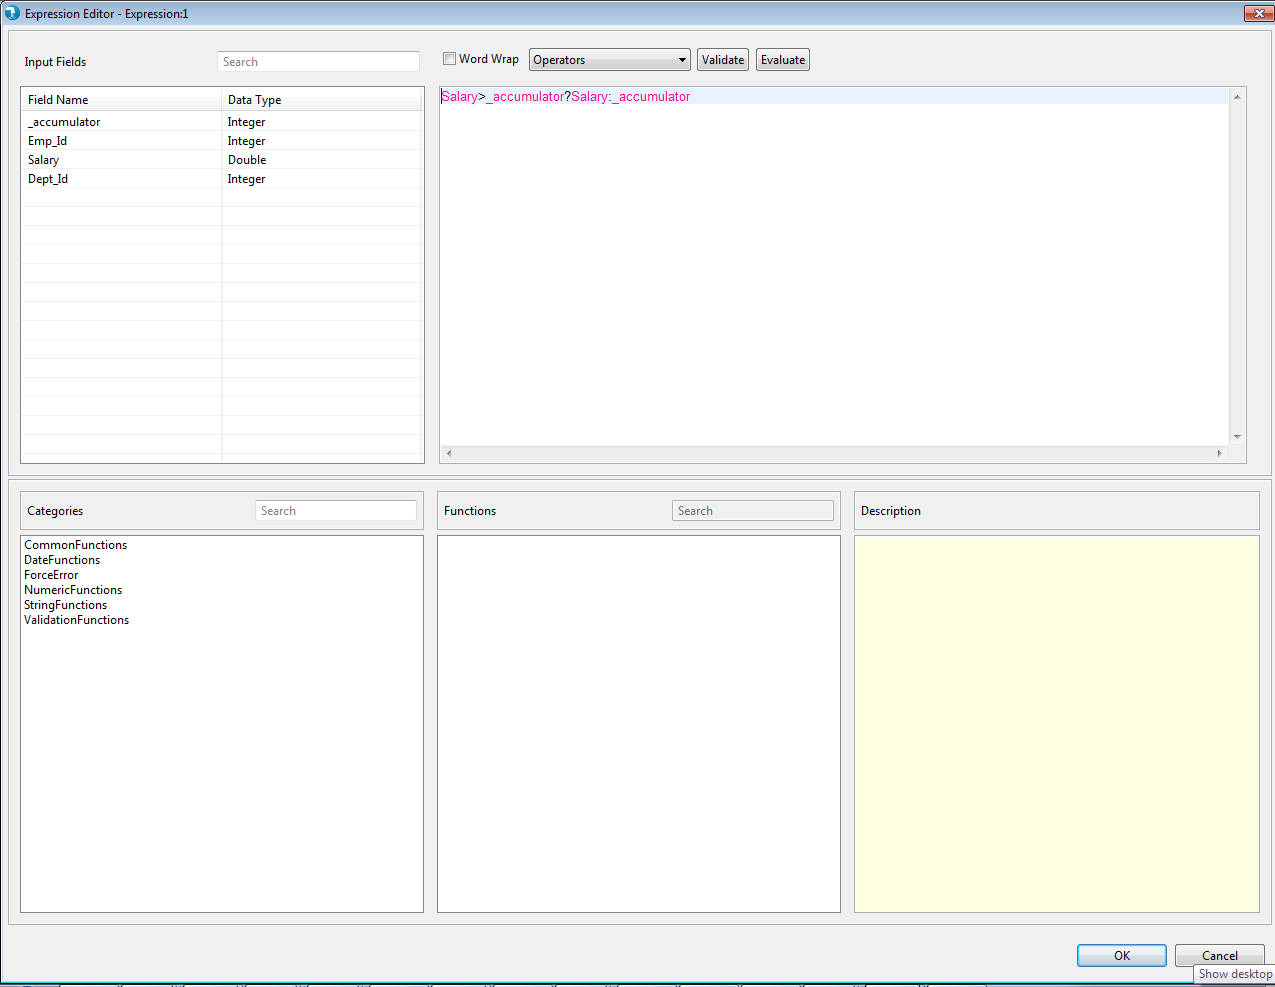 Expression Editor - Expression:1
Input Fields
Search
Word Wrap
Operators
Validate
Evaluate
Field Name Data Type
_accumulator Integer
Emp_Id Integer
Salary Double
Dept_Id Integer
Salary>_accumulator?Salary:_accumulator
Categories
Search
CommonFunctions
DateFunctions
ForceError
NumericFunctions
StringFunctions
ValidationFunctions
Functions
Search
Description
OK
Cancel
Show desktop